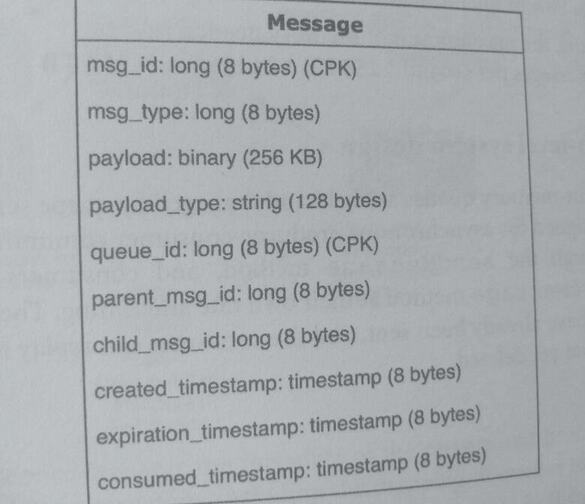 Message
msg_id: long (8 bytes) (CPK)
msg_type: long (8 bytes)
payload: binary (256 KB)
payload_type: string (128 bytes)
queue_id: long (8 bytes) (CPK)
parent_msg_id: long (8 bytes)
child_msg_id: long (8 bytes)
created_timestamp: timestamp (8 bytes)
expiration_timestamp: timestamp (8 bytes)
consumed_timestamp: timestamp (8 bytes)